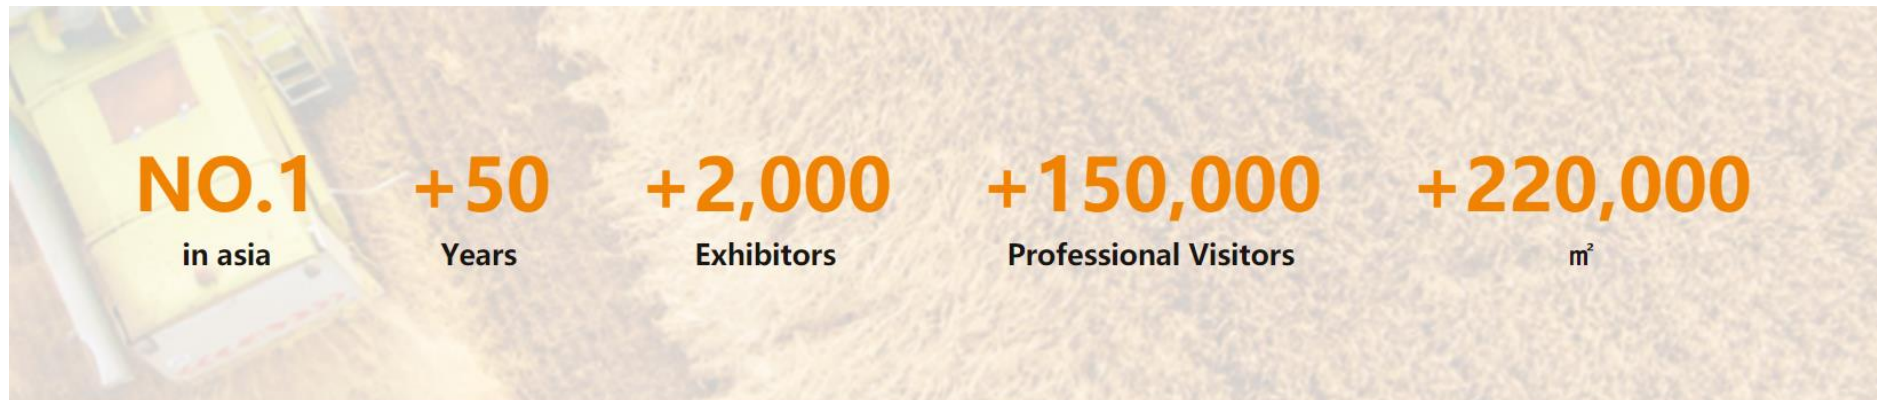 NO.1 +50 +2,000 +150,000 +220,000
in asia Years Exhibitors Professional Visitors ㎡